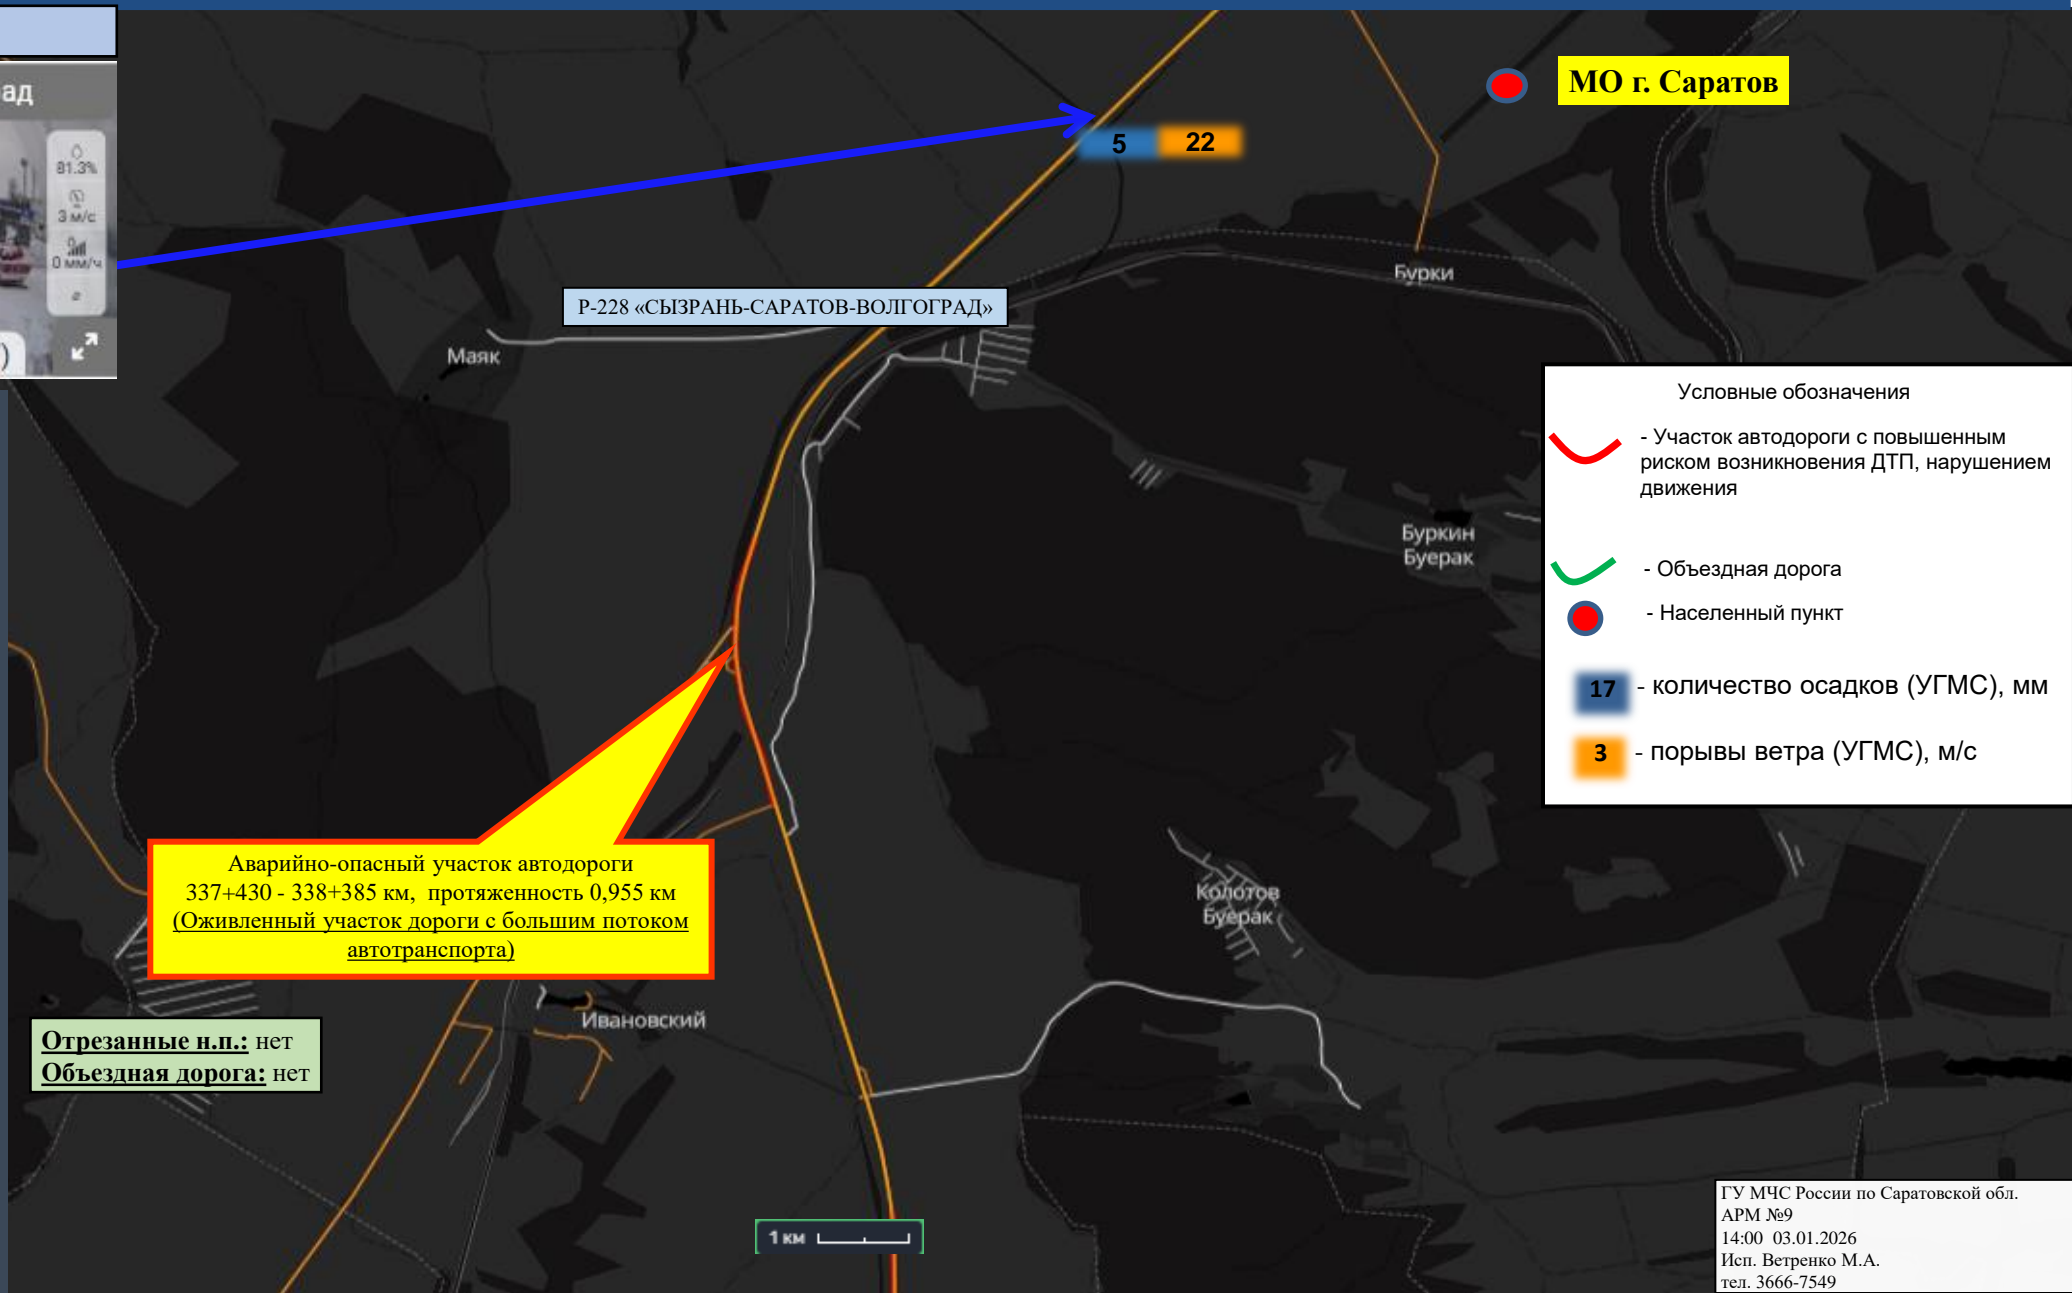 ад
81.3%
3 м/с
0 мм/ч
)
МО г. Саратов
5 22
Бурки
Р-228 «СЫЗРАНЬ-САРАТОВ-ВОЛГОГРАД»
Маяк
Условные обозначения
- Участок автодороги с повышенным
риском возникновения ДТП, нарушением
движения
- Объездная дорога
- Населенный пункт
17 - количество осадков (УГМС), мм
3 - порывы ветра (УГМС), м/с
Буркин
Буерак
Аварийно-опасный участок автодороги
337+430 - 338+385 км, протяженность 0,955 км
(Оживленный участок дороги с большим потоком
автотранспорта)
Колотов
Буерак
Ивановский
Отрезанные н.п.: нет
Объездная дорога: нет
1 км
ГУ МЧС России по Саратовской обл.
АРМ №9
14:00 03.01.2026
Исп. Ветренко М.А.
тел. 3666-7549